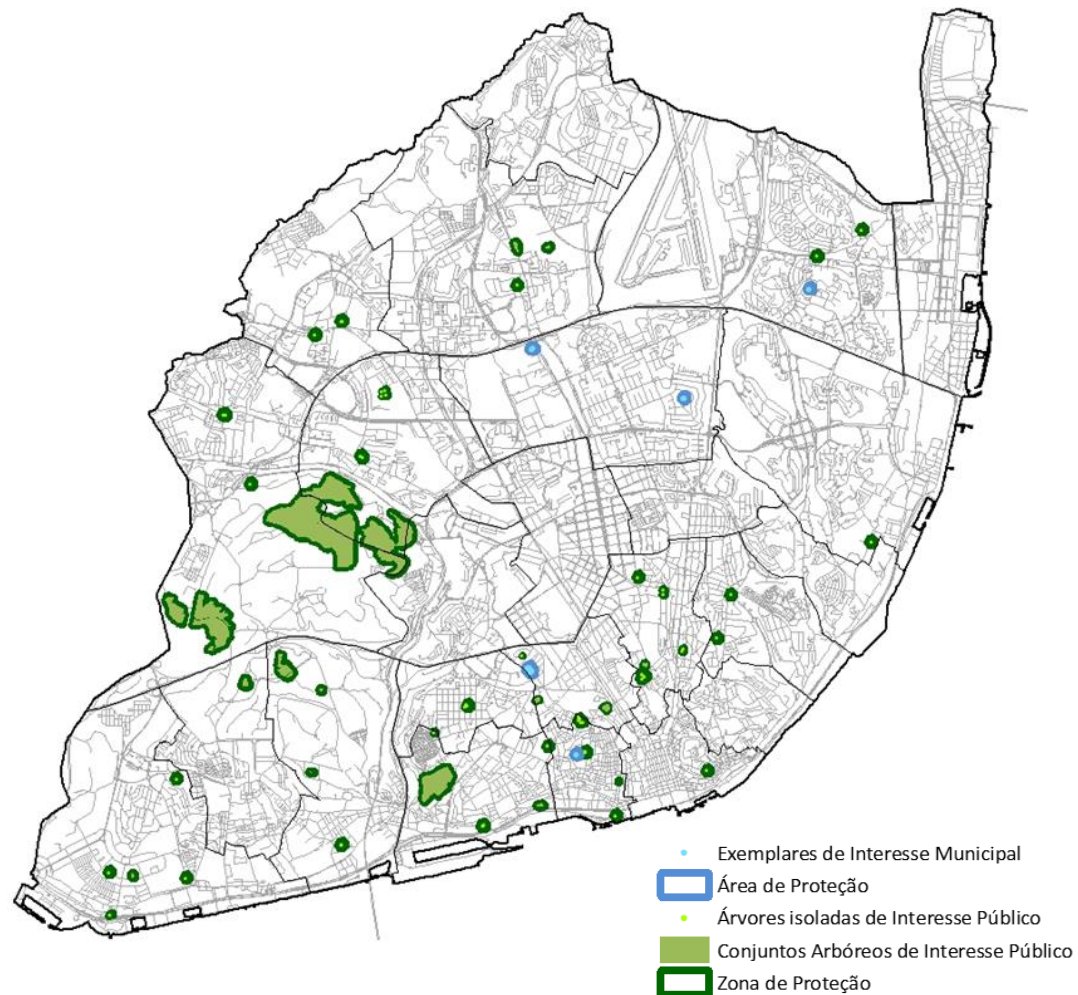 Exemplares de Interesse Municipal
Área de Proteção
Árvores isoladas de Interesse Público
Conjuntos Arbóreos de Interesse Público
Zona de Proteção